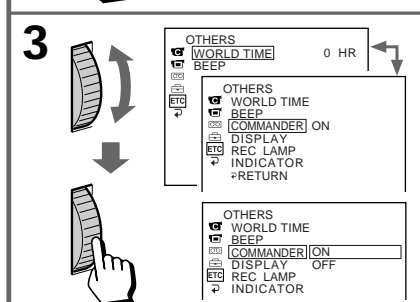 3
OTHERS
WORLD TIME 0 HR
BEEP
ETC
OTHERS
WORLD TIME
BEEP
COMMANDER ON
DISPLAY
ETC REC LAMP
INDICATOR
RETURN
OTHERS
WORLD TIME
BEEP
COMMANDER ON
DISPLAY OFF
ETC REC LAMP
INDICATOR